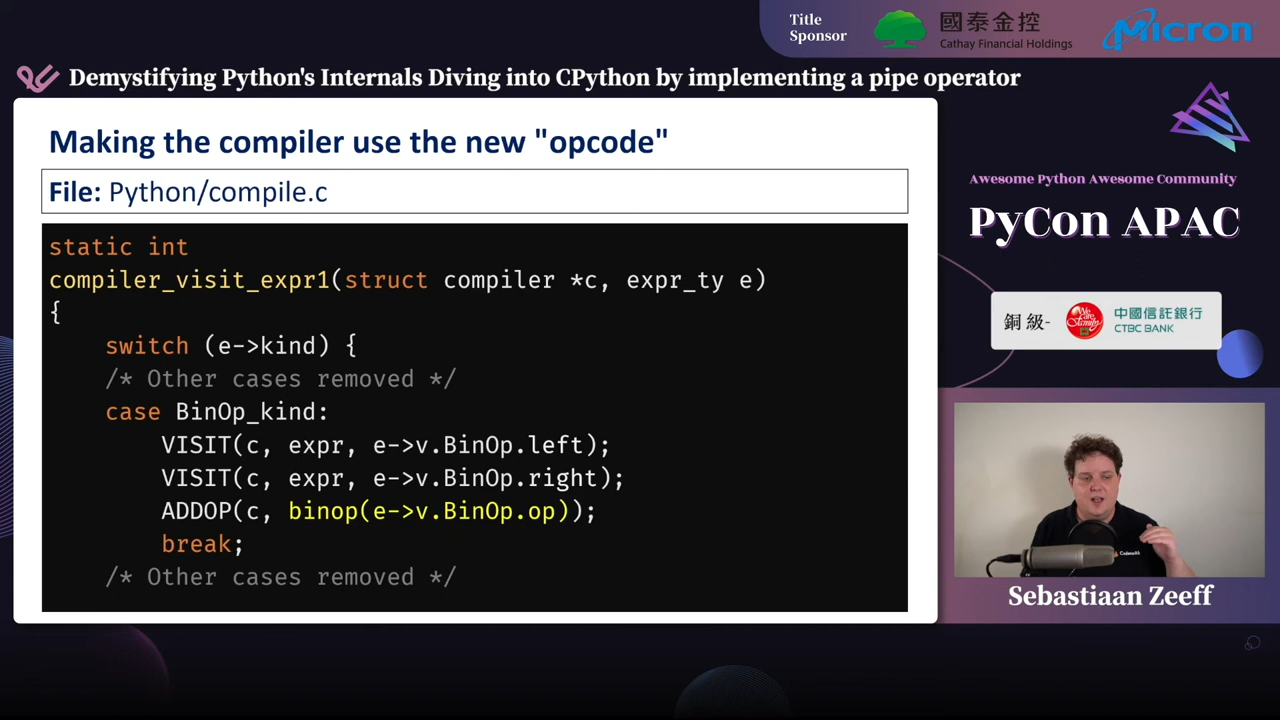 Title
Sponsor
國泰金控
Cathay Financial Holdings
Micron
Demystifying Python's Internals Diving into CPython by implementing a pipe operator
Making the compiler use the new "opcode"
File: Python/compile.c
static int
compiler_visit_expr1(struct compiler *c, expr_ty e)
{
switch (e->kind) {
/* Other cases removed */
case BinOp_kind:
VISIT(c, expr, e->v.BinOp.left);
VISIT(c, expr, e->v.BinOp.right);
ADDOP(c, binop(e->v.BinOp.op));
break;
/* Other cases removed */
Awesome Python Awesome Community
PyCon APAC
銅級-
We are Family
中國信託銀行
CTBC BANK
Sebastiaan Zeeff